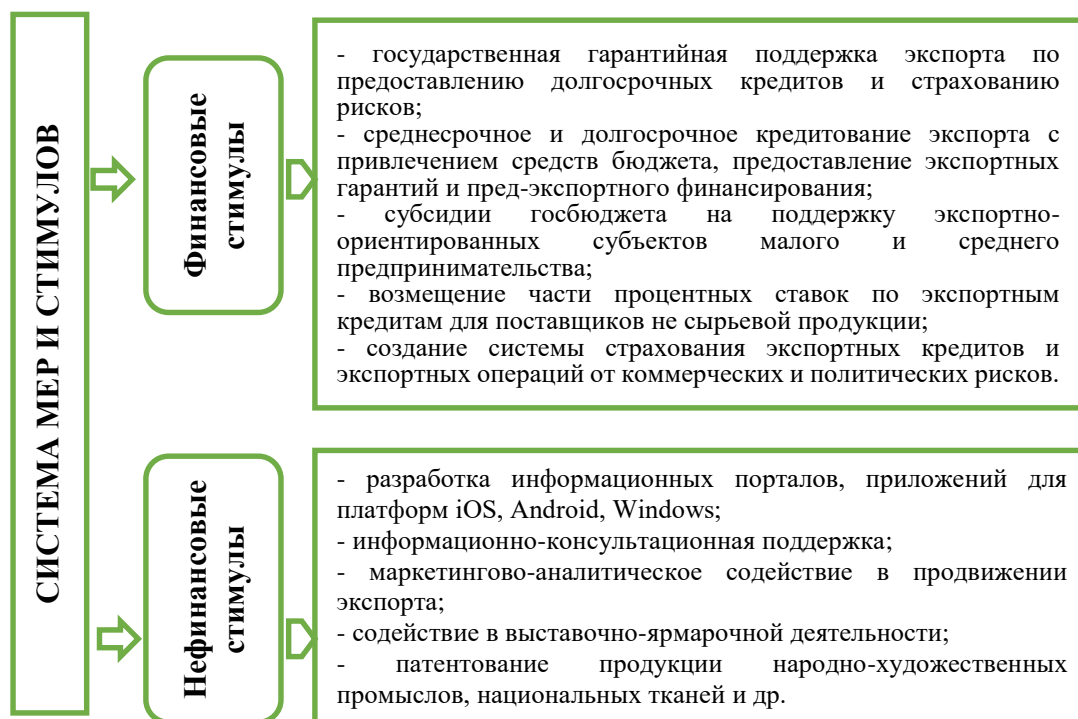 СИСТЕМА МЕР И СТИМУЛОВ
Финансовые
стимулы
- государственная гарантийная поддержка экспорта по
предоставлению долгосрочных кредитов и страхованию
рисков;
- среднесрочное и долгосрочное кредитование экспорта с
привлечением средств бюджета, предоставление экспортных
гарантий и пред-экспортного финансирования;
- субсидии госбюджета на поддержку экспортно-
ориентированных субъектов малого и среднего
предпринимательства;
- возмещение части процентных ставок по экспортным
кредитам для поставщиков не сырьевой продукции;
- создание системы страхования экспортных кредитов и
экспортных операций от коммерческих и политических рисков.
Нефинансовые
стимулы
- разработка информационных порталов, приложений для
платформ iOS, Android, Windows;
- информационно-консультационная поддержка;
- маркетингово-аналитическое содействие в продвижении
экспорта;
- содействие в выставочно-ярмарочной деятельности;
- патентование продукции народно-художественных
промыслов, национальных тканей и др.